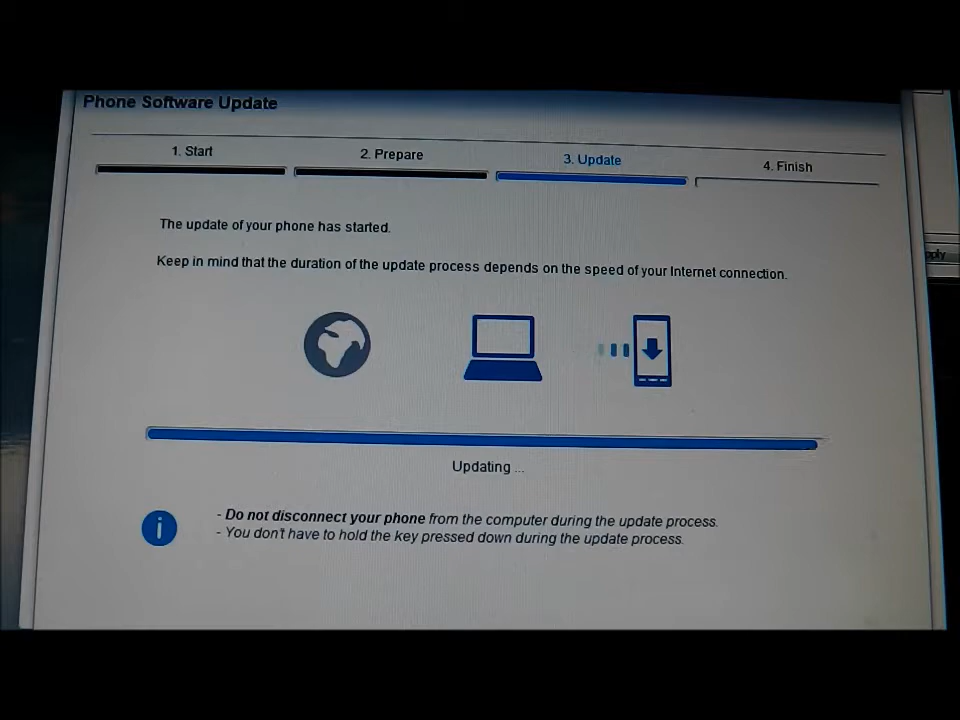 Phone Software Update
1. Start
2. Prepare
3. Update
4. Finish
The update of your phone has started.
Keep in mind that the duration of the update process depends on the speed of your Internet connection.
Updating ...
- Do not disconnect your phone from the computer during the update process.
- You don't have to hold the key pressed down during the update process.